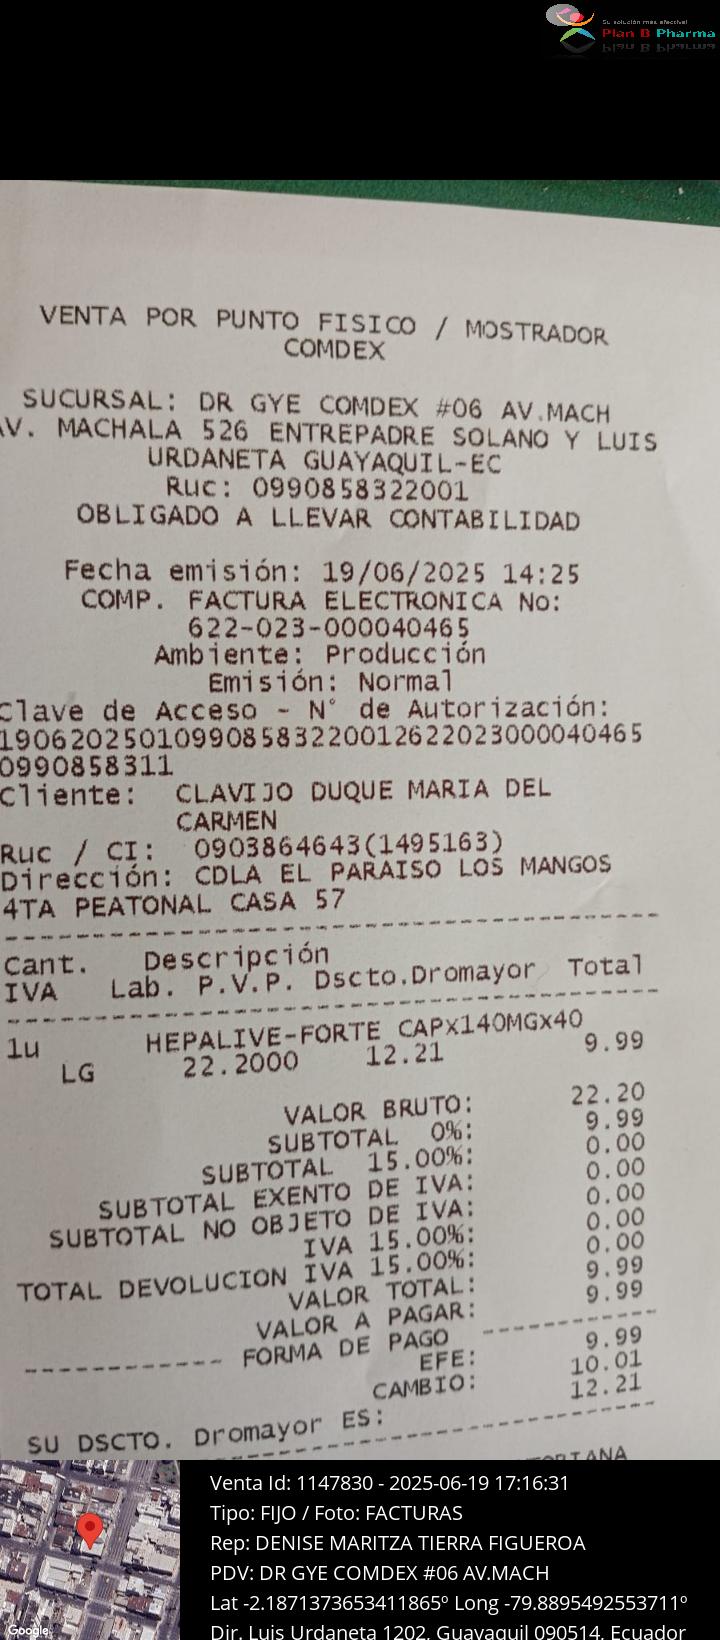 Su solución más efectiva!
Plan B Pharma
VENTA POR PUNTO FISICO / MOSTRADOR
COMDEX
SUCURSAL: DR GYE COMDEX #06 AV.MACH
AV. MACHALA 526 ENTREPADRE SOLANO Y LUIS
URDANETA GUAYAQUIL-EC
Ruc: 0990858322001
OBLIGADO A LLEVAR CONTABILIDAD
Fecha emisión: 19/06/2025 14:25
COMP. FACTURA ELECTRONICA No:
622-023-000040465
Ambiente: Producción
Emisión: Normal
Clave de Acceso - N° de Autorización:
190620250109908583220012622023000040465
0990858311
Cliente: CLAVIJO DUQUE MARIA DEL
CARMEN
Ruc / CI: 0903864643(1495163)
Dirección: CDLA EL PARAISO LOS MANGOS
4TA PEATONAL CASA 57
Cant. Descripción
IVA Lab. P.V.P. Dscto.Dromayor Total
1u HEPALIVE-FORTE CAPx140MGx40
LG 22.2000 12.21 9.99
VALOR BRUTO: 22.20
SUBTOTAL 0%: 9.99
SUBTOTAL 15.00%: 0.00
SUBTOTAL EXENTO DE IVA: 0.00
SUBTOTAL NO OBJETO DE IVA: 0.00
IVA 15.00%: 0.00
TOTAL DEVOLUCION IVA 15.00%: 0.00
VALOR TOTAL: 9.99
VALOR A PAGAR: 9.99
------------ FORMA DE PAGO ------------
EFE: 9.99
CAMBIO: 10.01
SU DSCTO. Dromayor ES: 12.21
Venta Id: 1147830 - 2025-06-19 17:16:31
Tipo: FIJO / Foto: FACTURAS
Rep: DENISE MARITZA TIERRA FIGUEROA
PDV: DR GYE COMDEX #06 AV.MACH
Lat -2.1871373653411865º Long -79.8895492553711º
Dir. Luis Urdaneta 1202, Guayaquil 090514, Ecuador
Google